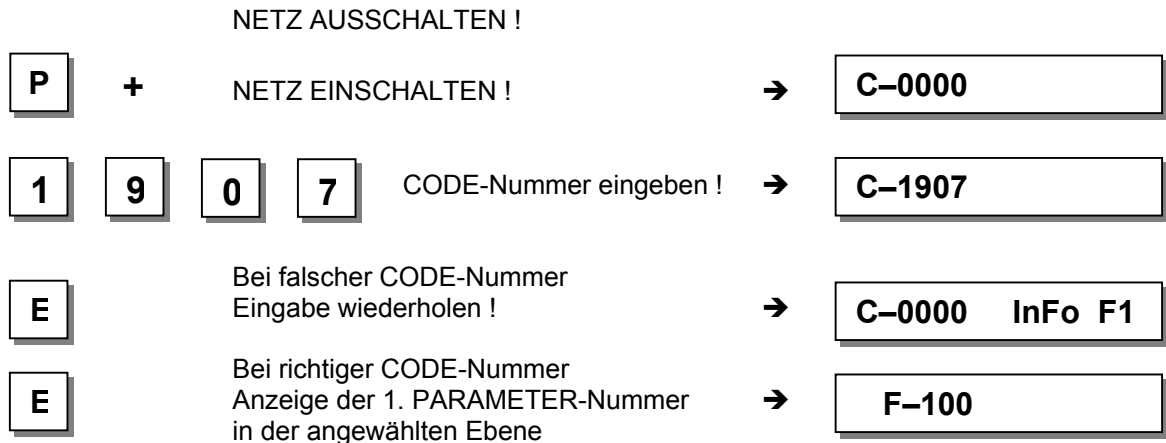 NETZ AUSSCHALTEN !
P + NETZ EINSCHALTEN ! ➔ C–0000
1 9 0 7 CODE-Nummer eingeben ! ➔ C–1907
Bei falscher CODE-Nummer
E Eingabe wiederholen ! ➔ C–0000 InFo F1
Bei richtiger CODE-Nummer
E Anzeige der 1. PARAMETER-Nummer ➔ F–100
in der angewählten Ebene